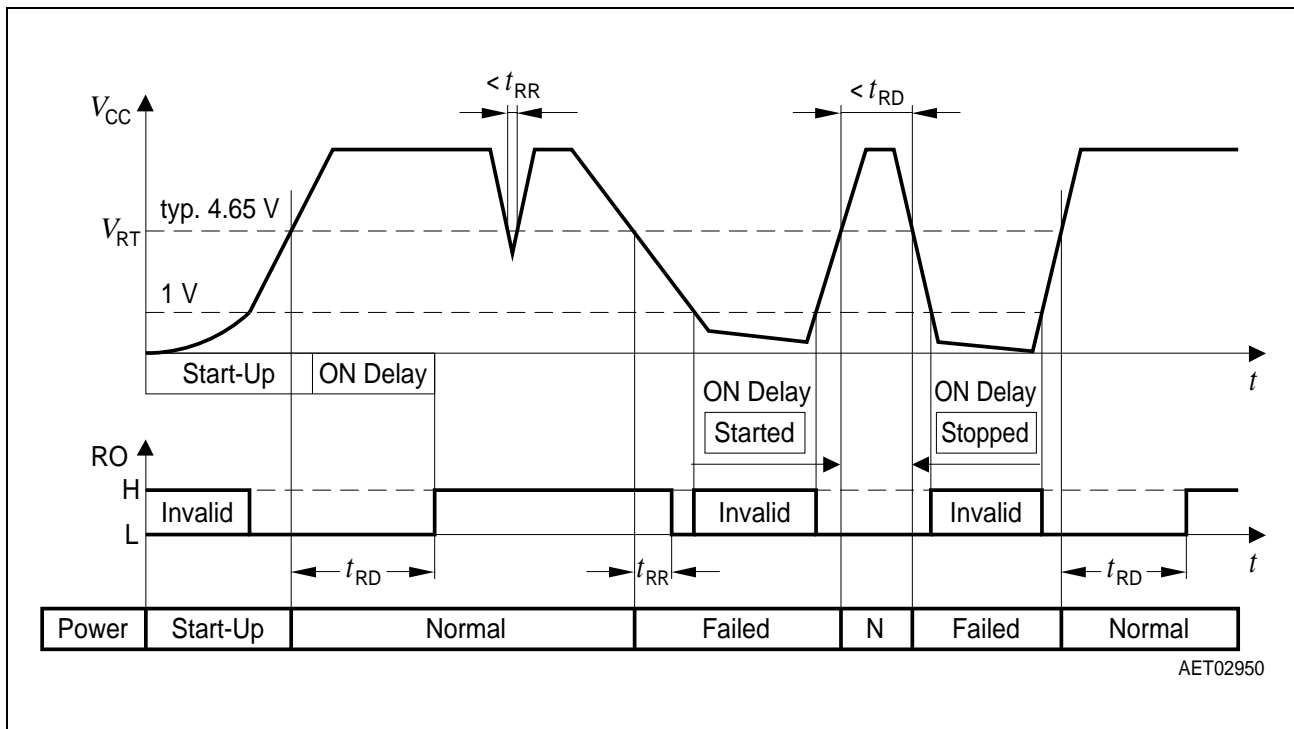 < tRR
< tRD
VCC
typ. 4.65 V
VRT
1 V
Start-Up ON Delay
t
ON Delay
Started
ON Delay
Stopped
RO
H
Invalid Invalid Invalid
L
t
tRD tRR tRD
Power Start-Up Normal Failed N Failed Normal
AET02950